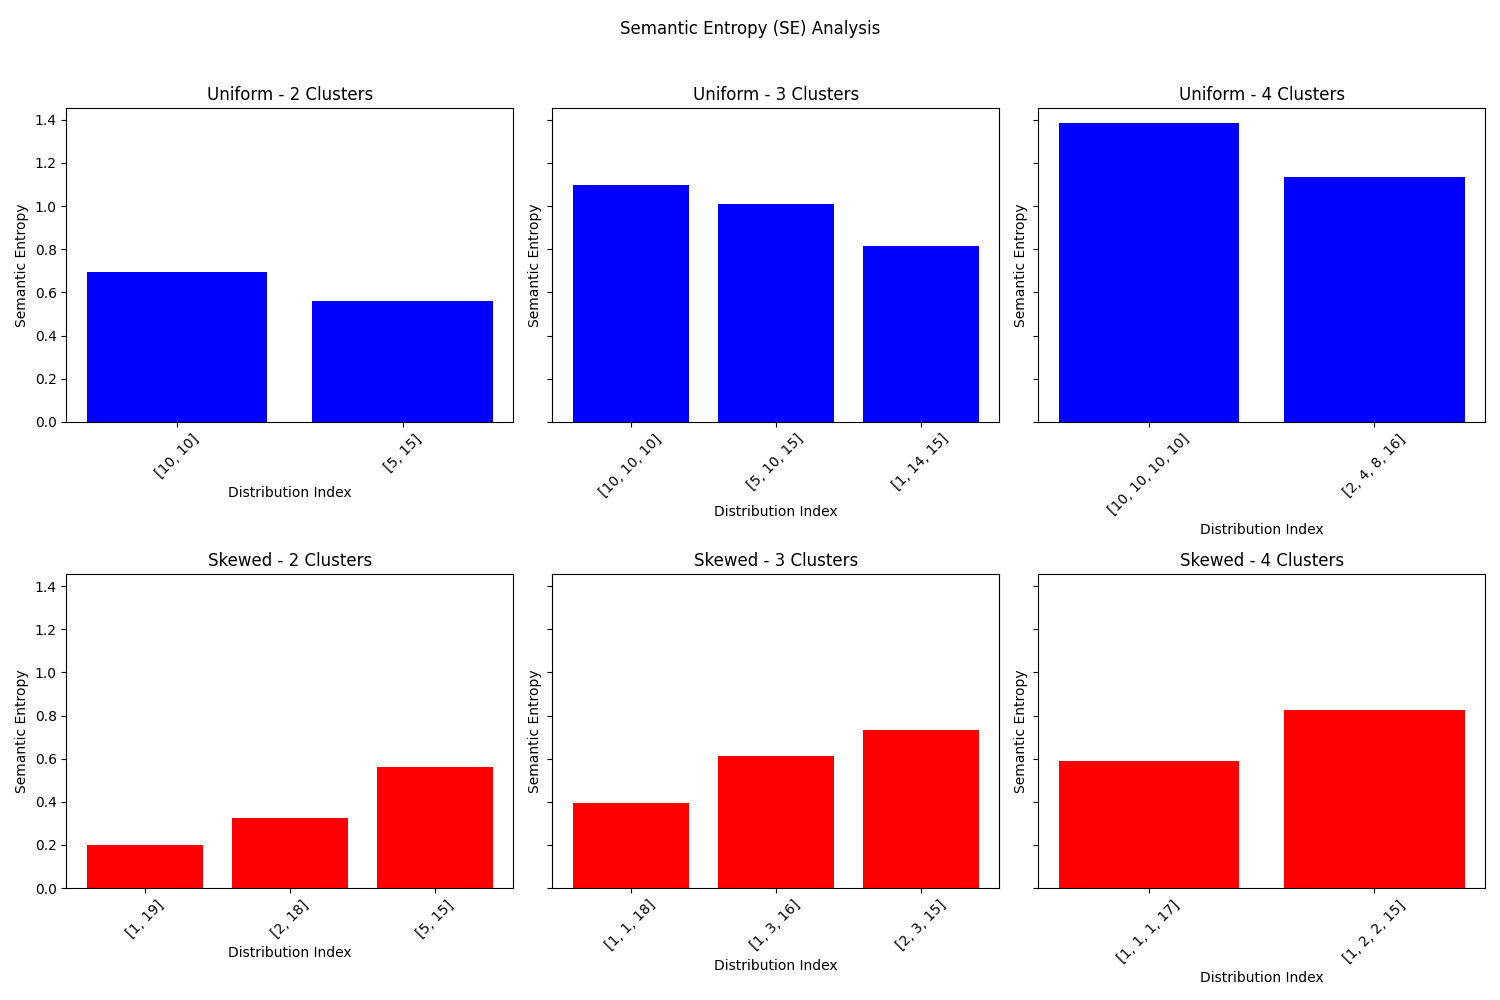 Semantic Entropy (SE) Analysis
Uniform - 2 Clusters
Semantic Entropy
1.4
1.2
1.0
0.8
0.6
0.4
0.2
0.0
[10, 10]
[5, 15]
Distribution Index
Uniform - 3 Clusters
Semantic Entropy
[10, 10, 10]
[5, 10, 15]
[1, 14, 15]
Distribution Index
Uniform - 4 Clusters
Semantic Entropy
[10, 10, 10, 10]
[2, 4, 8, 16]
Distribution Index
Skewed - 2 Clusters
Semantic Entropy
1.4
1.2
1.0
0.8
0.6
0.4
0.2
0.0
[1, 19]
[2, 18]
[5, 15]
Distribution Index
Skewed - 3 Clusters
Semantic Entropy
[1, 1, 18]
[1, 3, 16]
[2, 3, 15]
Distribution Index
Skewed - 4 Clusters
Semantic Entropy
[1, 1, 1, 17]
[1, 2, 2, 15]
Distribution Index